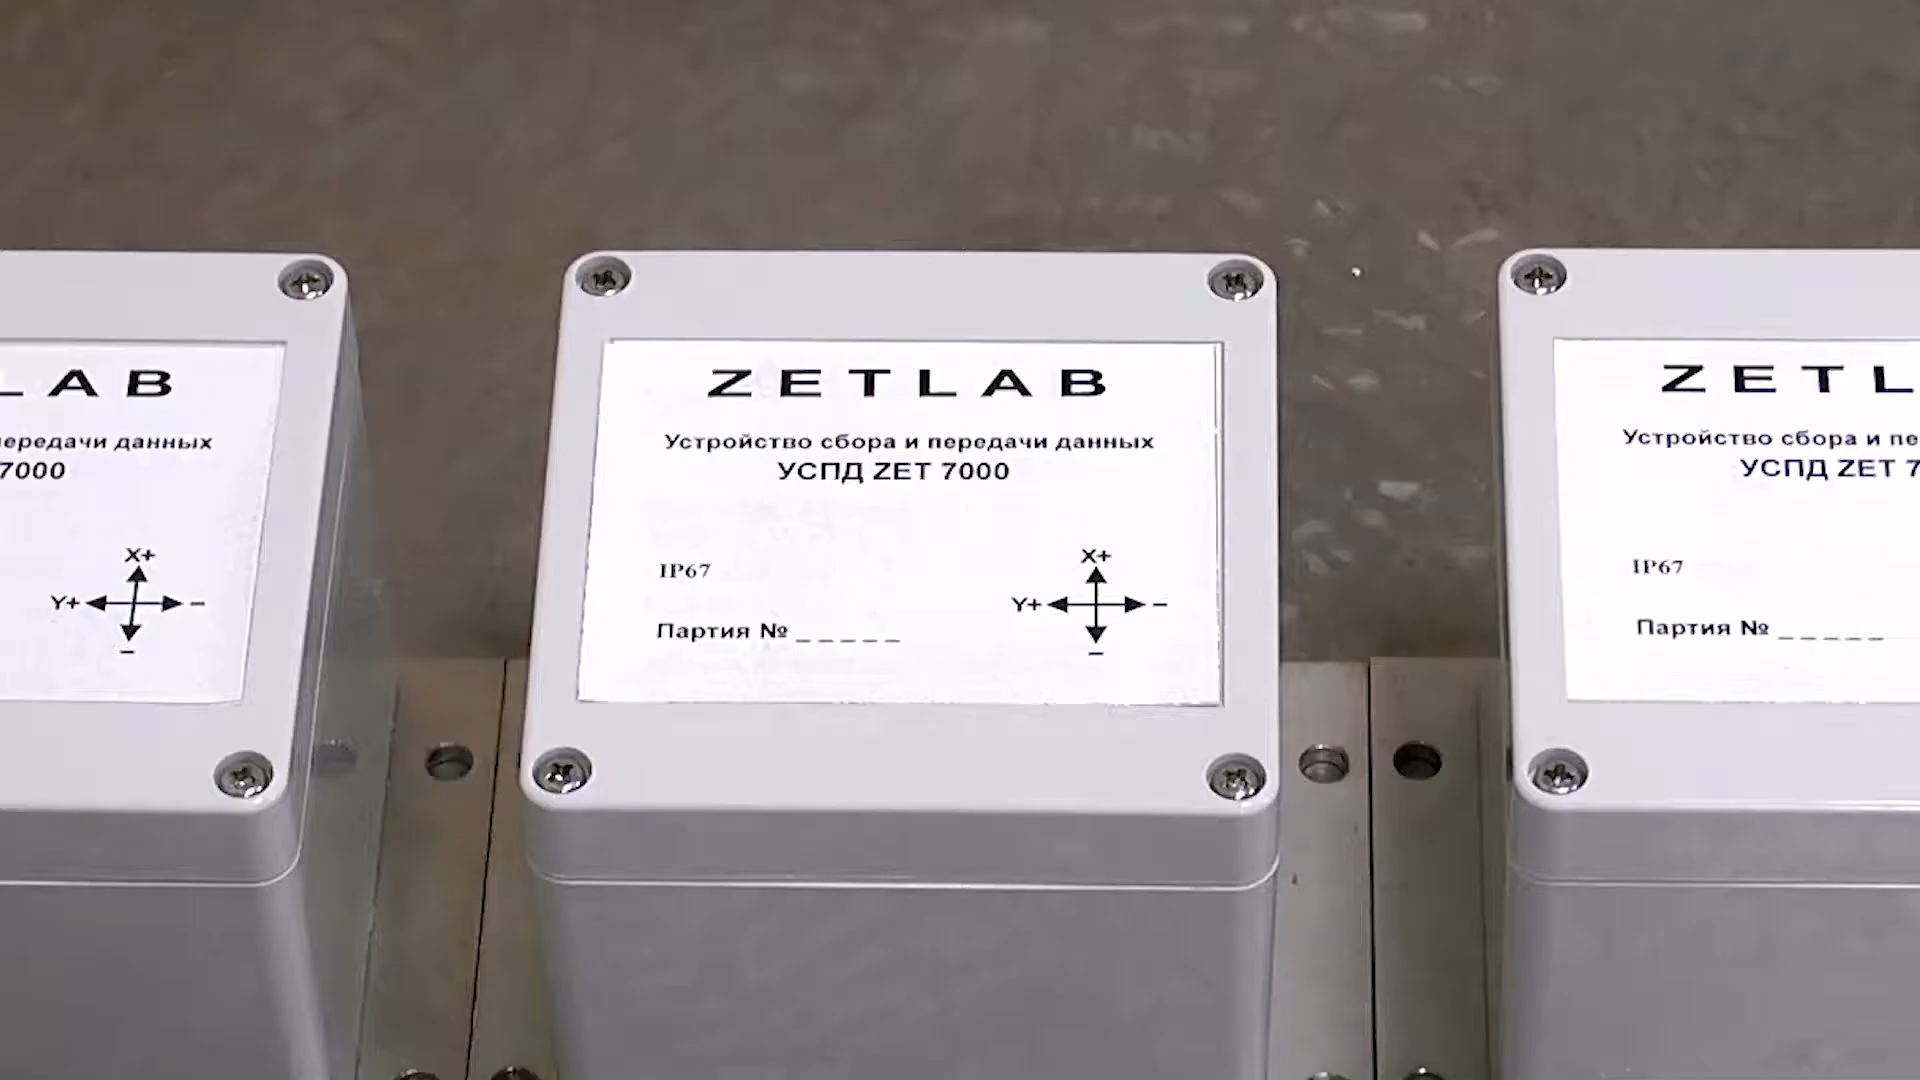 LAB
передачи данных
7000
X+
Y+ –
–
ZETLAB
Устройство сбора и передачи данных
УСПД ZET 7000
IP67
X+
Y+ –
–
Партия № _ _ _ _ _
ZETL
Устройство сбора и пе
УСПД ZET 7
IP67
Партия № _ _ _ _ _